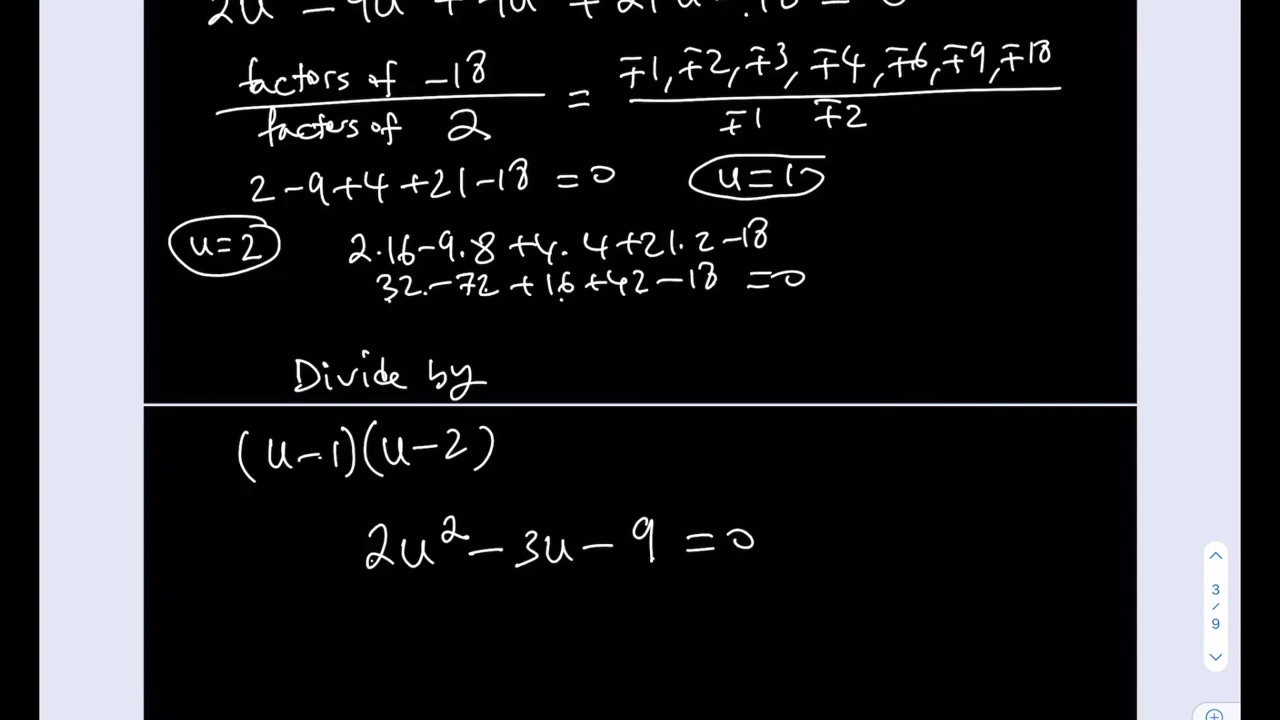 factors of -18 / factors of 2 = ∓1, ∓2, ∓3, ∓4, ∓6, ∓9, ∓18 / ∓1 ∓2
2-9+4+21-18 = 0 u=1
u=2 2.16-9.8+4.4+21.2-18
32.-72+16+42-18 =0
Divide by
(u-1)(u-2)
2u²-3u-9 =0
3
/
9